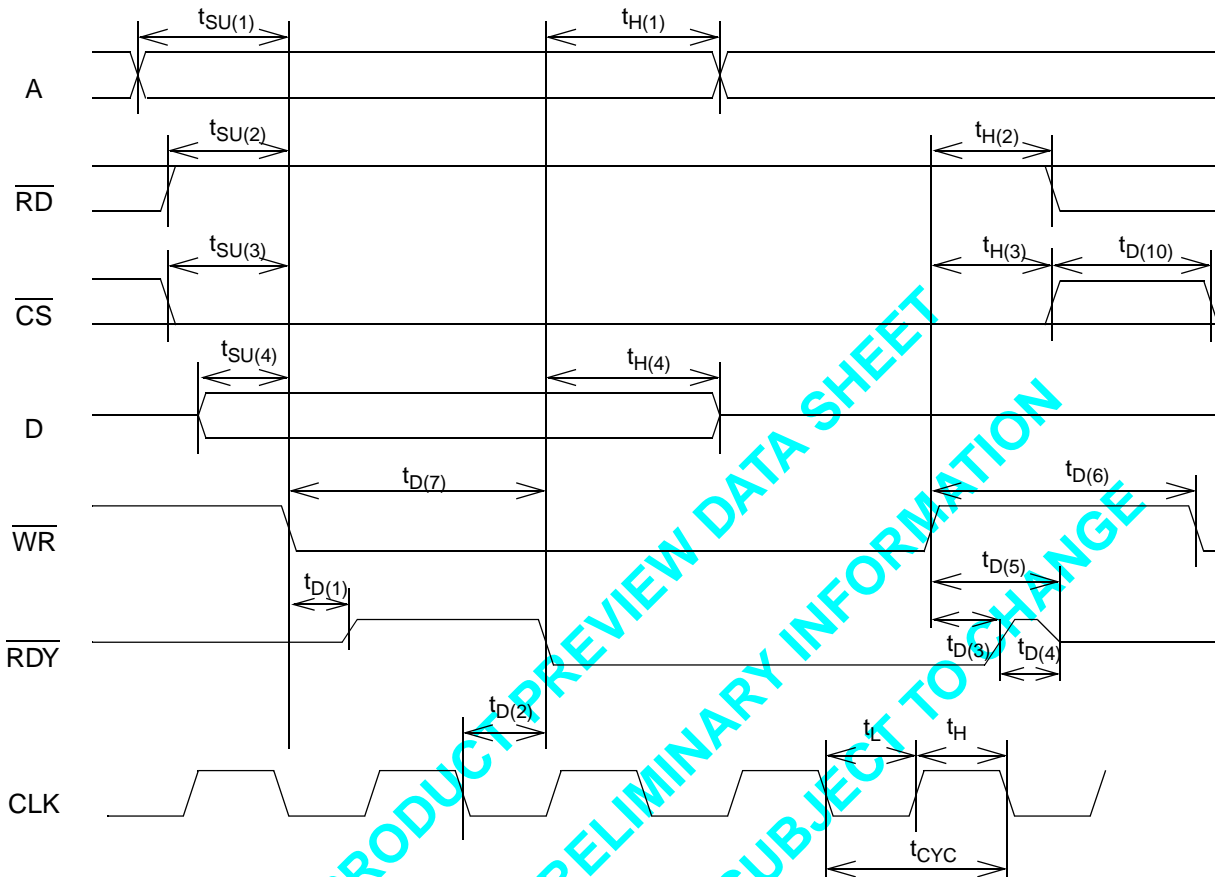 tSU(1)
tH(1)
A
tSU(2)
tH(2)
RD
tSU(3)
tH(3)
tD(10)
CS
tSU(4)
tH(4)
D
tD(7)
tD(6)
WR
tD(1)
tD(5)
RDY
tD(3)
tD(4)
tD(2)
tL
tH
CLK
tCYC
PRODUCT PREVIEW DATA SHEET
PRELIMINARY INFORMATION
SUBJECT TO CHANGE